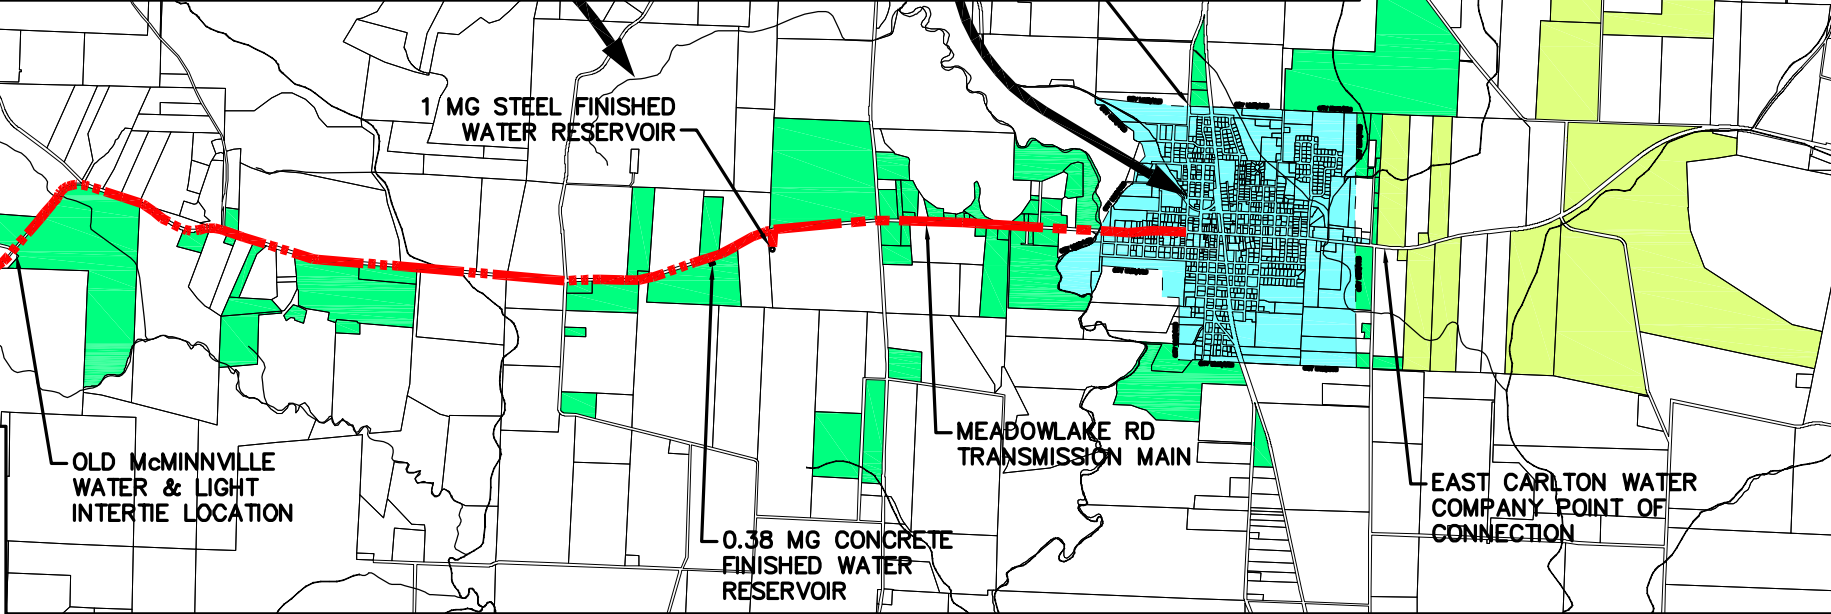 1 MG STEEL FINISHED
WATER RESERVOIR
OLD McMINNVILLE
WATER & LIGHT
INTERTIE LOCATION
0.38 MG CONCRETE
FINISHED WATER
RESERVOIR
MEADOWLAKE RD
TRANSMISSION MAIN
EAST CARLTON WATER
COMPANY POINT OF
CONNECTION